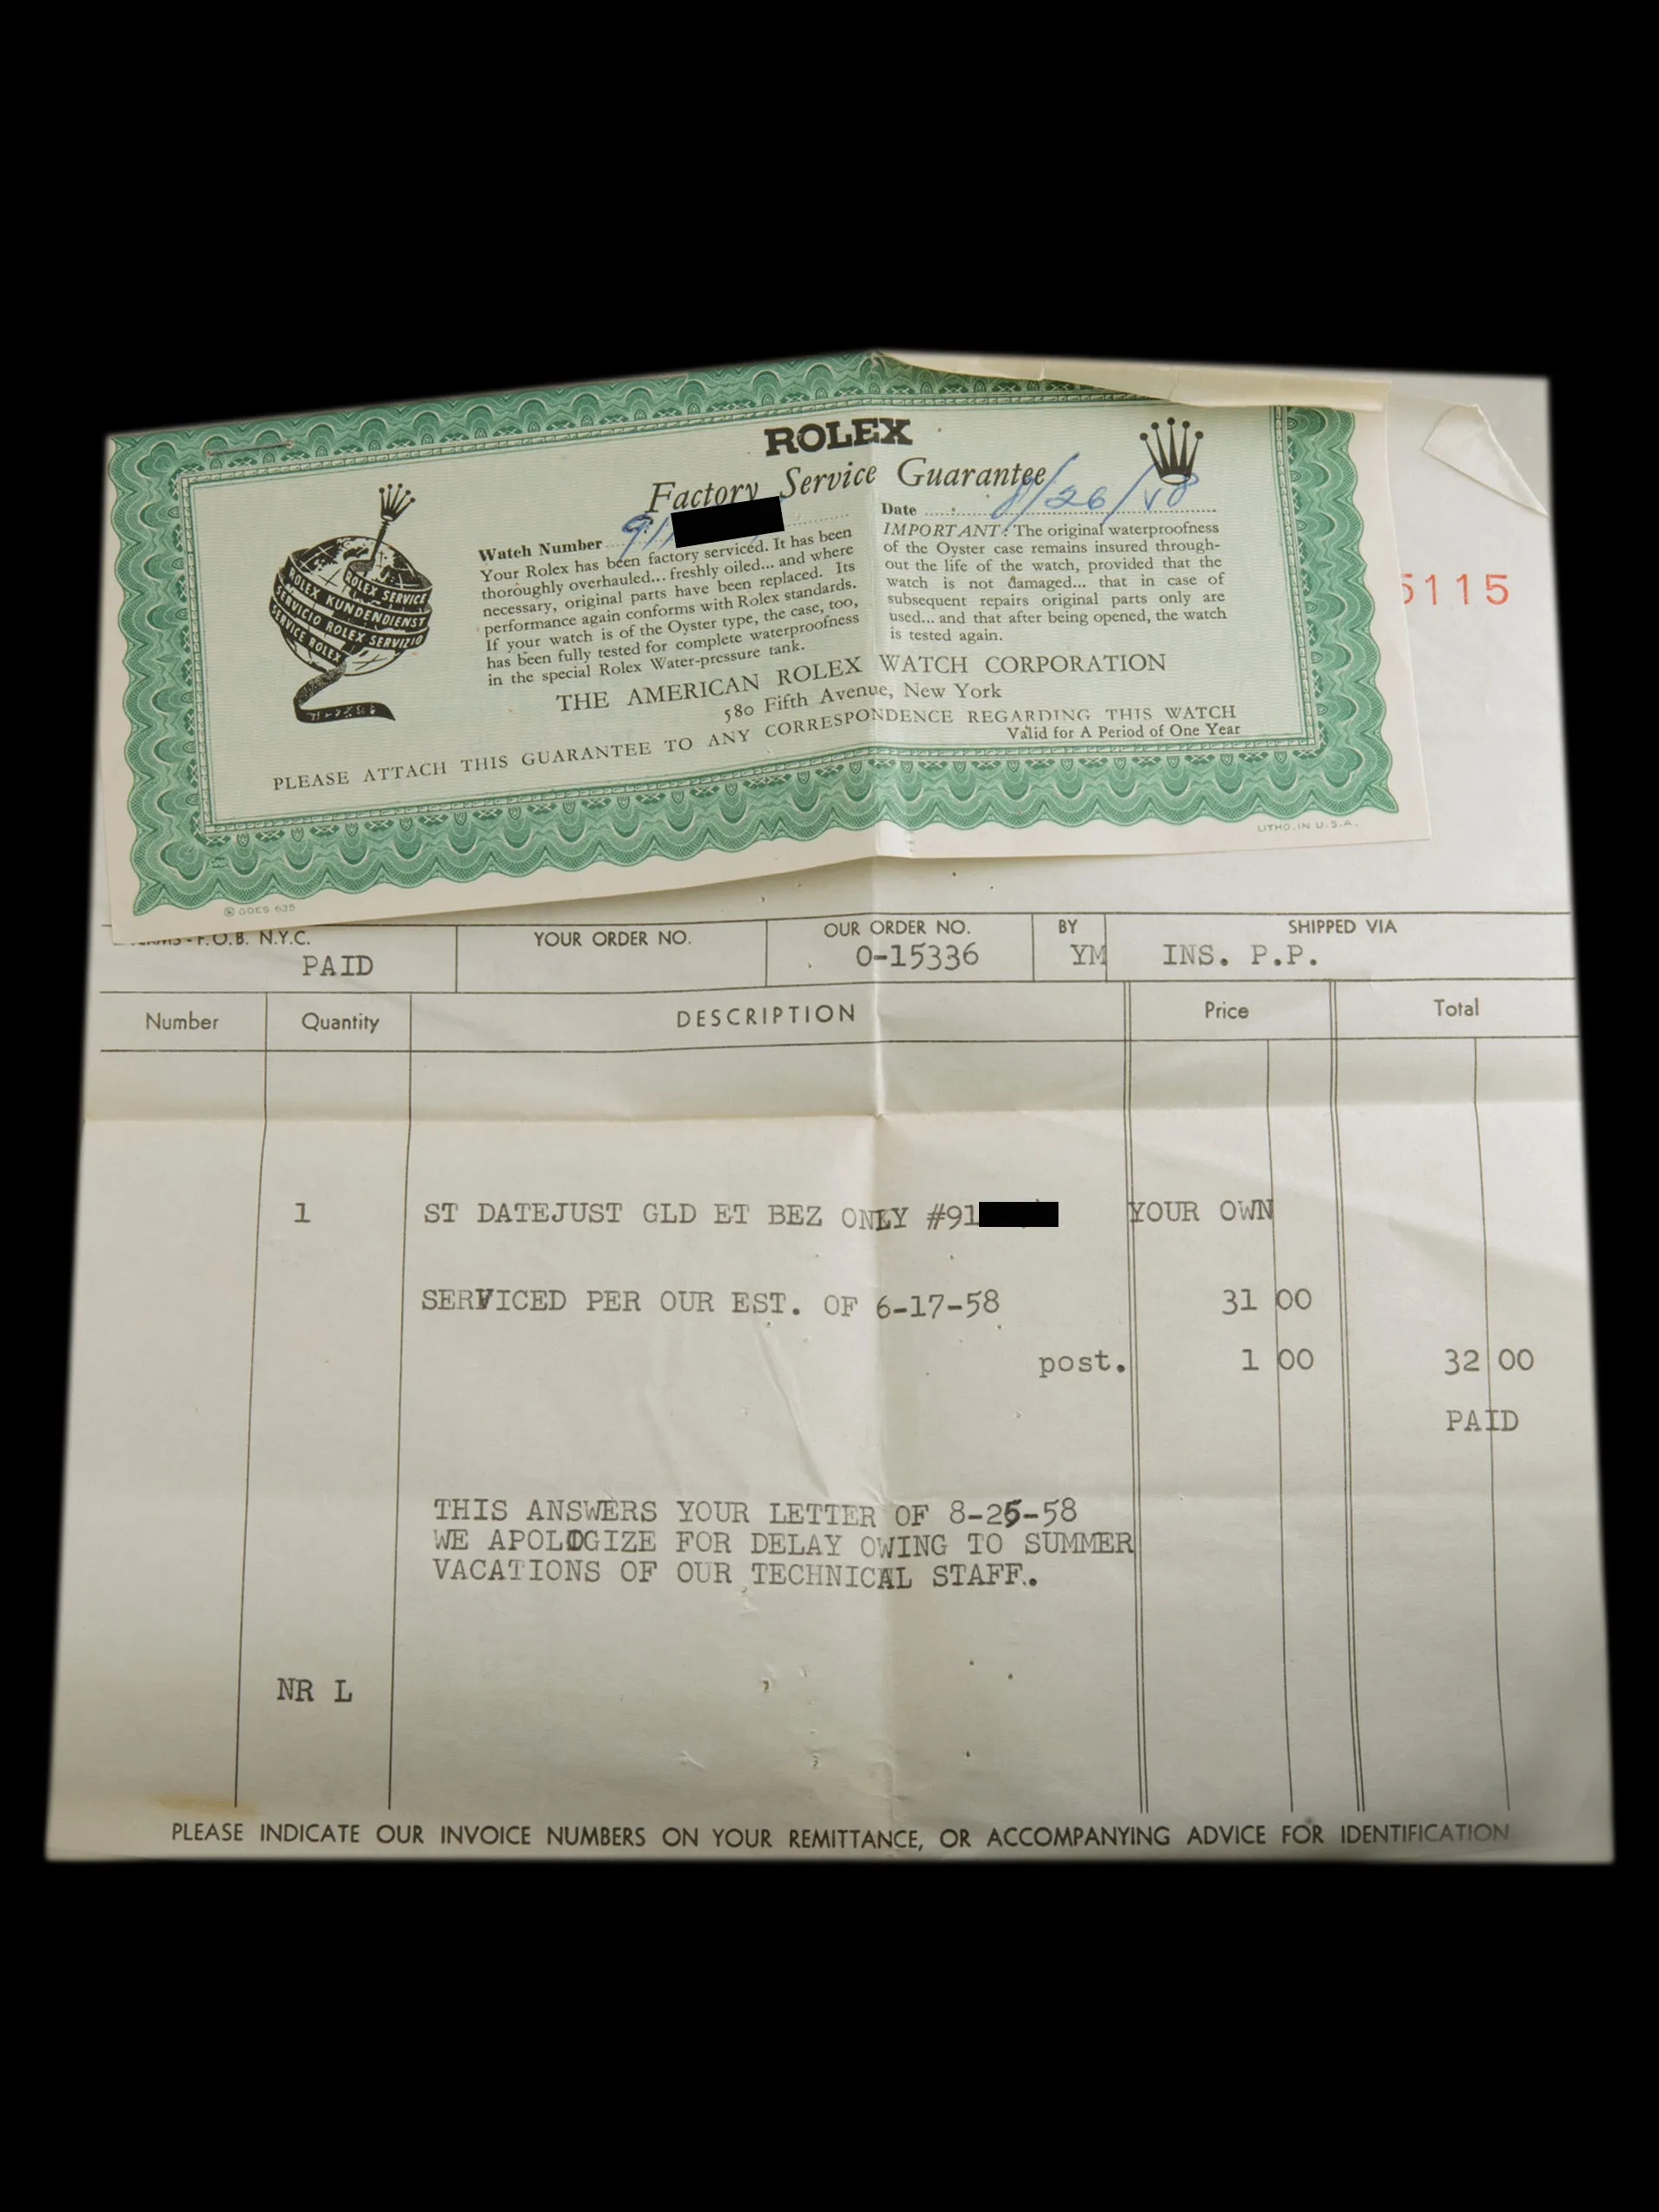 ROLEX
Factory Service Guarantee
Watch Number 91
Your Rolex has been factory serviced. It has been
thoroughly overhauled... freshly oiled... and where
necessary, original parts have been replaced. Its
performance again conforms with Rolex standards.
If your watch is of the Oyster type, the case, too,
has been fully tested for complete waterproofness
in the special Rolex Water-pressure tank.
Date 8/26/58
IMPORTANT: The original waterproofness
of the Oyster case remains insured through-
out the life of the watch, provided that the
watch is not damaged... that in case of
subsequent repairs original parts only are
used... and that after being opened, the watch
is tested again.
ROLEX SERVICE
ROLEX KUNDENDIENST
SERVICIO ROLEX SERVIZIO
SERVICE ROLEX
THE AMERICAN ROLEX WATCH CORPORATION
580 Fifth Avenue, New York
PLEASE ATTACH THIS GUARANTEE TO ANY CORRESPONDENCE REGARDING THIS WATCH
Valid for A Period of One Year
LITHO. IN U.S.A.
© GOES 635
5115
F.O.B. N.Y.C.
PAID
YOUR ORDER NO.
OUR ORDER NO.
0-15336
BY
YM
SHIPPED VIA
INS. P.P.
Number Quantity DESCRIPTION Price Total
1 ST DATEJUST GLD ET BEZ ONLY #91 YOUR OWN
SERVICED PER OUR EST. OF 6-17-58 31 00
post. 1 00 32 00
PAID
THIS ANSWERS YOUR LETTER OF 8-25-58
WE APOLOGIZE FOR DELAY OWING TO SUMMER
VACATIONS OF OUR TECHNICAL STAFF.
NR L
PLEASE INDICATE OUR INVOICE NUMBERS ON YOUR REMITTANCE, OR ACCOMPANYING ADVICE FOR IDENTIFICATION